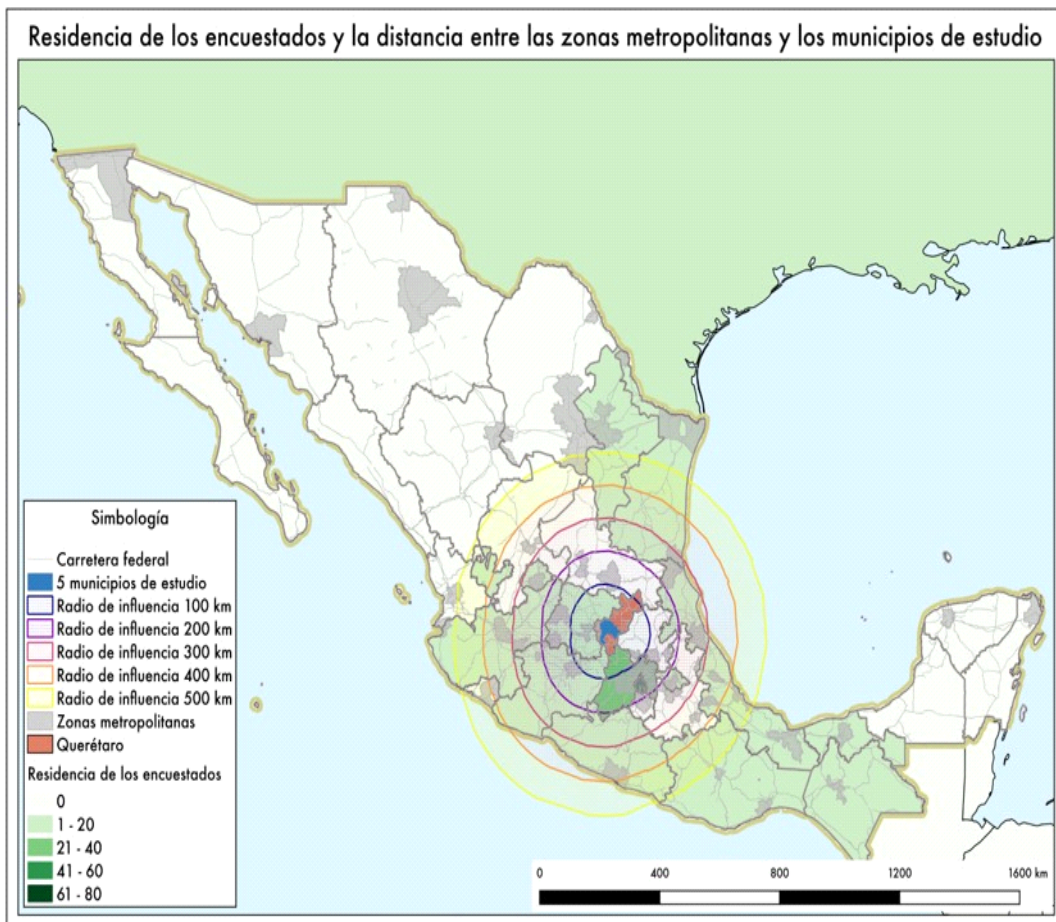 Residencia de los encuestados y la distancia entre las zonas metropolitanas y los municipios de estudio
Simbología
Carretera federal
5 municipios de estudio
Radio de influencia 100 km
Radio de influencia 200 km
Radio de influencia 300 km
Radio de influencia 400 km
Radio de influencia 500 km
Zonas metropolitanas
Querétaro
Residencia de los encuestados
0
1 - 20
21 - 40
41 - 60
61 - 80
0 400 800 1200 1600 km